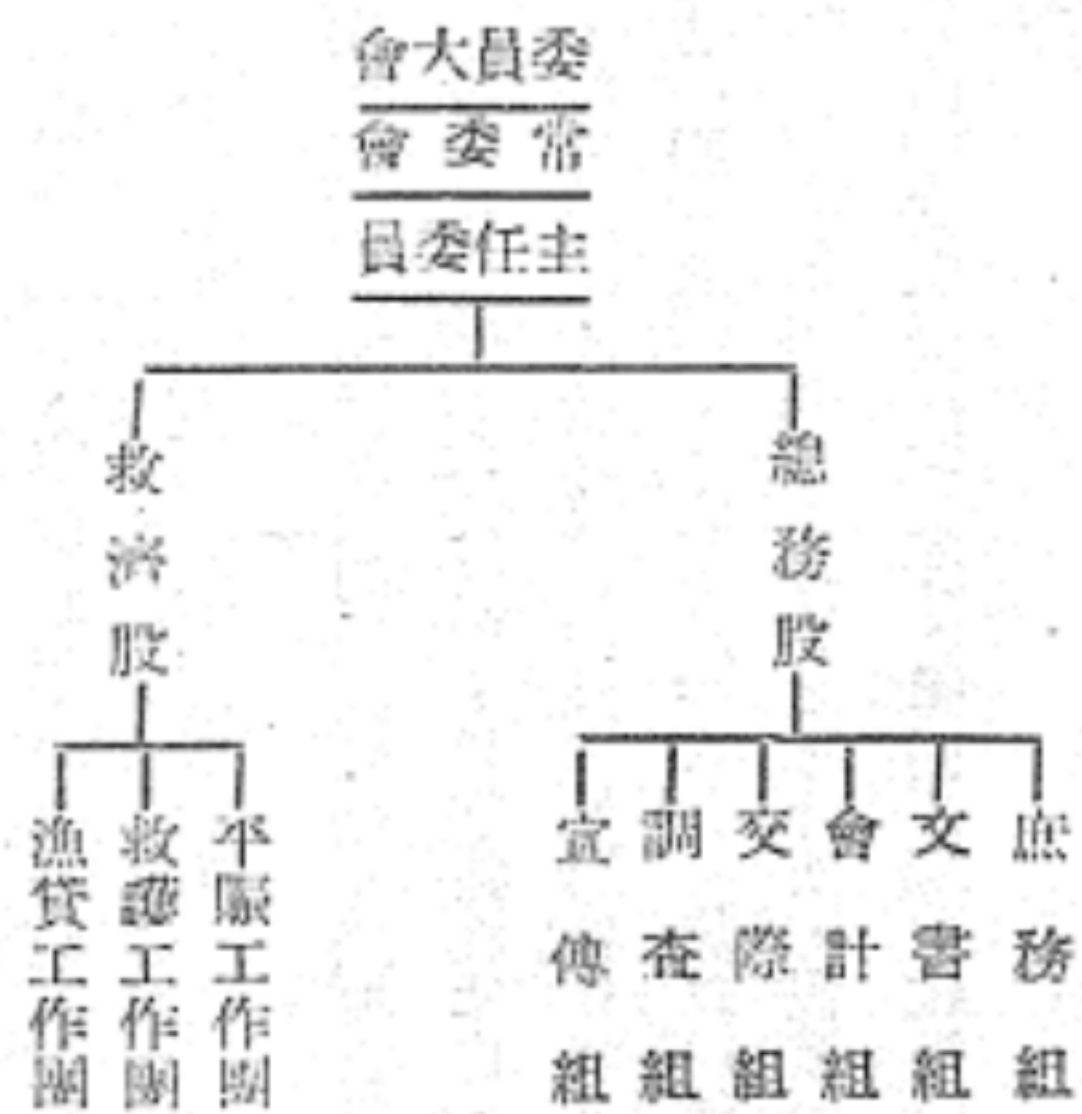 委員大會
常委會
主任委員
總務股
救濟股
庶務組
文書組
會計組
交際組
調查組
宣傳組
平賑工作團
救護工作團
漁貸工作團